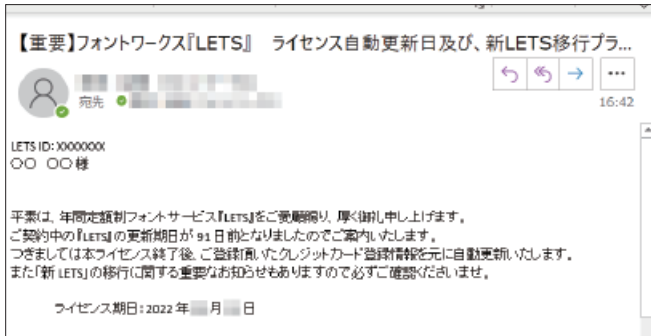 【重要】フォントワークス『LETS』　ライセンス自動更新日及び、新LETS移行プラ...
宛先
16:42
LETS ID: XXXXXXX
〇〇　〇〇様
平素は、年間定額制フォントサービス『LETS』をご愛顧賜り、厚く御礼申し上げます。
ご契約中の『LETS』の更新期日が 91 日前となりましたのでご案内いたします。
つきましては本ライセンス終了後、ご登録頂いたクレジットカード登録情報を元に自動更新いたします。
また「新 LETS」の移行に関する重要なお知らせもありますので必ずご確認くださいませ。
ライセンス期日：2022 年 月 日